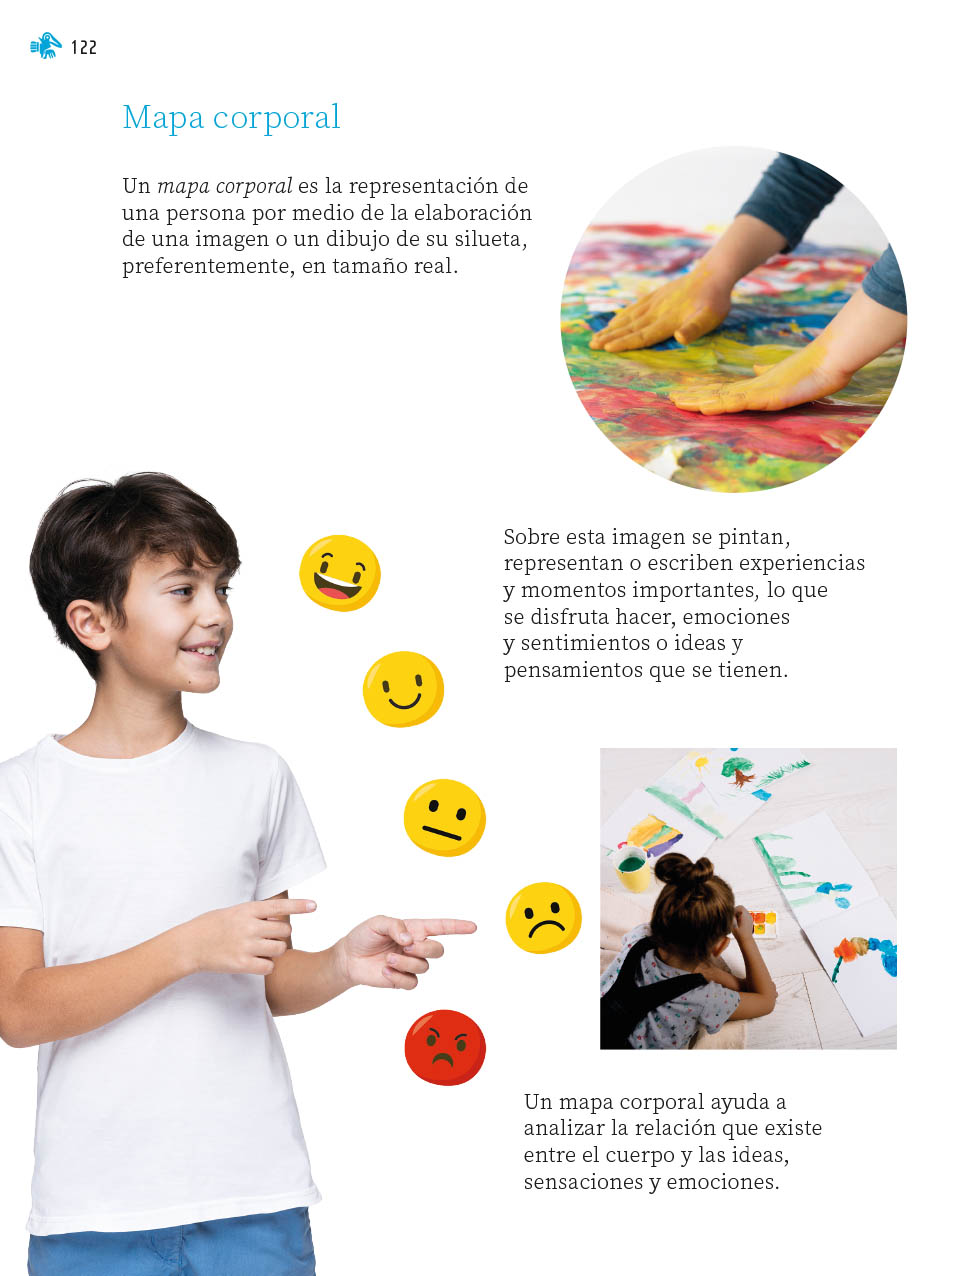 122
Mapa corporal
Un mapa corporal es la representación de
una persona por medio de la elaboración
de una imagen o un dibujo de su silueta,
preferentemente, en tamaño real.
Sobre esta imagen se pintan,
representan o escriben experiencias
y momentos importantes, lo que
se disfruta hacer, emociones
y sentimientos o ideas y
pensamientos que se tienen.
Un mapa corporal ayuda a
analizar la relación que existe
entre el cuerpo y las ideas,
sensaciones y emociones.